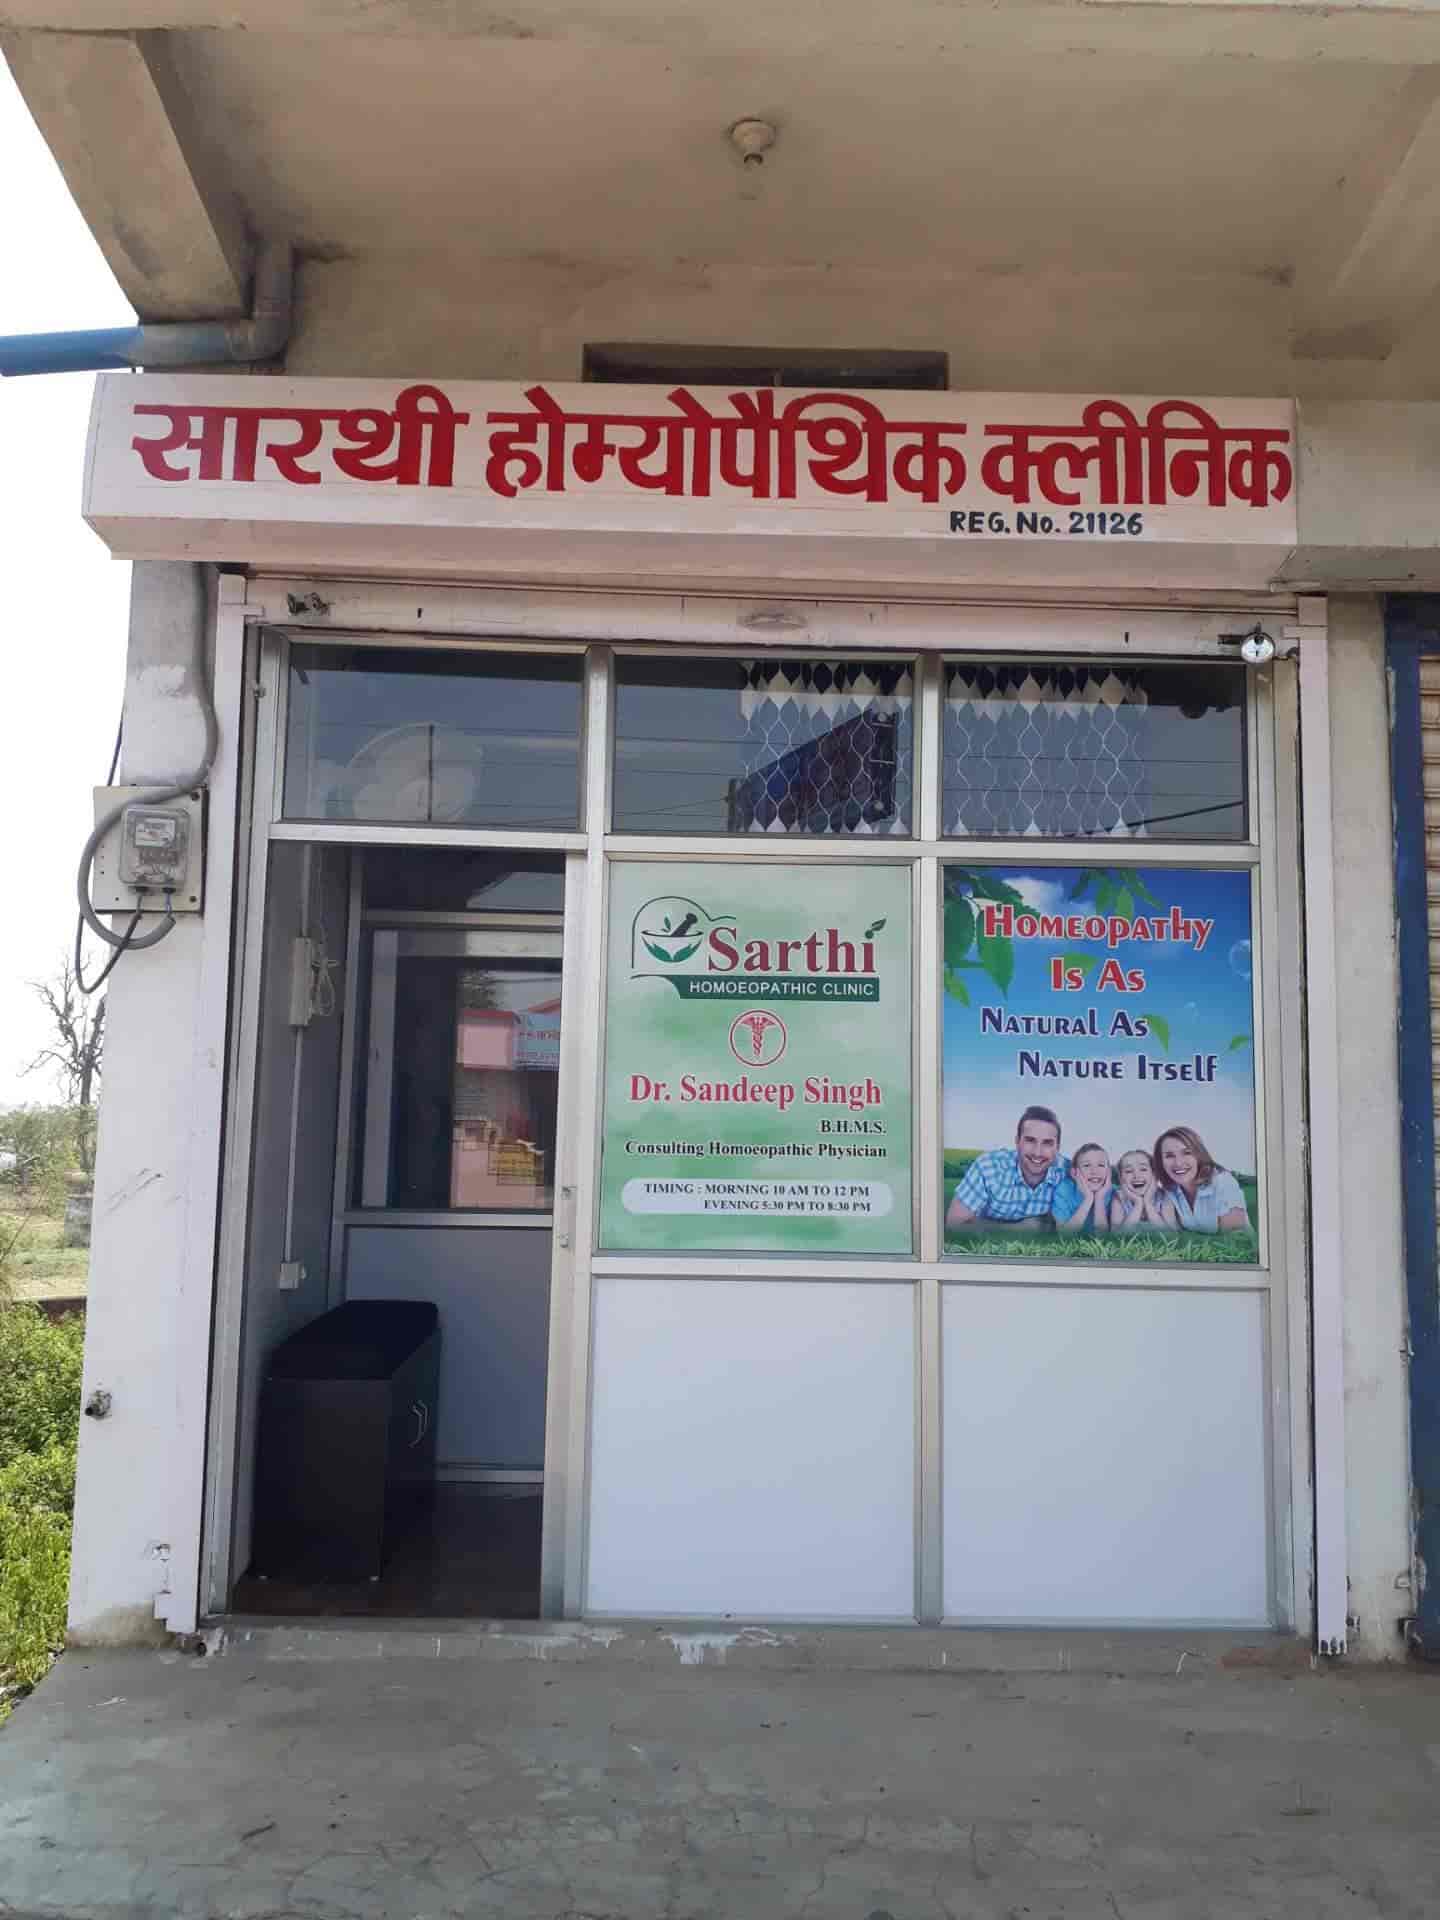 सारथी होम्योपैथिक क्लीनिक
REG. No. 21126
Sarthi
HOMOEOPATHIC CLINIC
Dr. Sandeep Singh
B.H.M.S.
Consulting Homoeopathic Physician
TIMING : MORNING 10 AM TO 12 PM
EVENING 5:30 PM TO 8:30 PM
HOMEOPATHY
IS AS
NATURAL AS
NATURE ITSELF